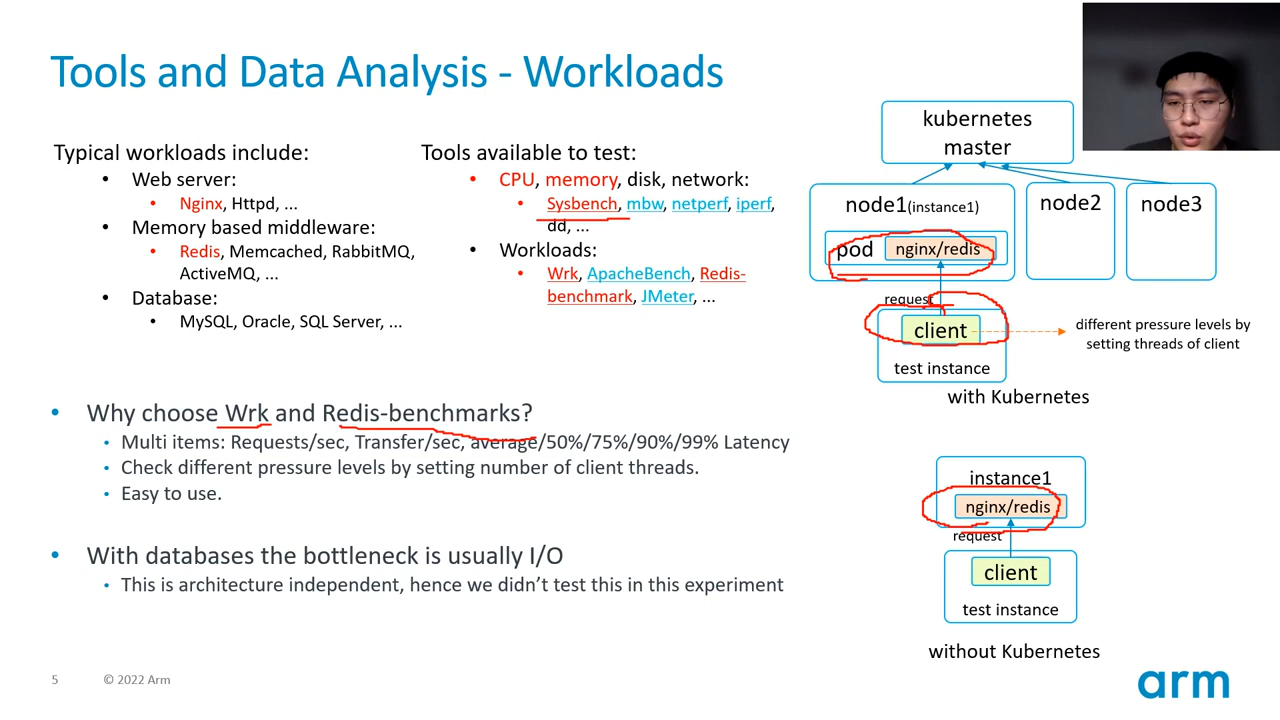 Tools and Data Analysis - Workloads
Typical workloads include:
• Web server:
• Nginx, Httpd, ...
• Memory based middleware:
• Redis, Memcached, RabbitMQ,
ActiveMQ, ...
• Database:
• MySQL, Oracle, SQL Server, ...
Tools available to test:
• CPU, memory, disk, network:
• Sysbench, mbw, netperf, iperf,
dd, ...
• Workloads:
• Wrk, ApacheBench, Redis-
benchmark, JMeter, ...
kubernetes
master
node1(instance1)
node2
node3
pod
nginx/redis
request
client
test instance
different pressure levels by
setting threads of client
with Kubernetes
• Why choose Wrk and Redis-benchmarks?
• Multi items: Requests/sec, Transfer/sec, average/50%/75%/90%/99% Latency
• Check different pressure levels by setting number of client threads.
• Easy to use.
• With databases the bottleneck is usually I/O
• This is architecture independent, hence we didn't test this in this experiment
instance1
nginx/redis
request
client
test instance
without Kubernetes
5
© 2022 Arm
arm